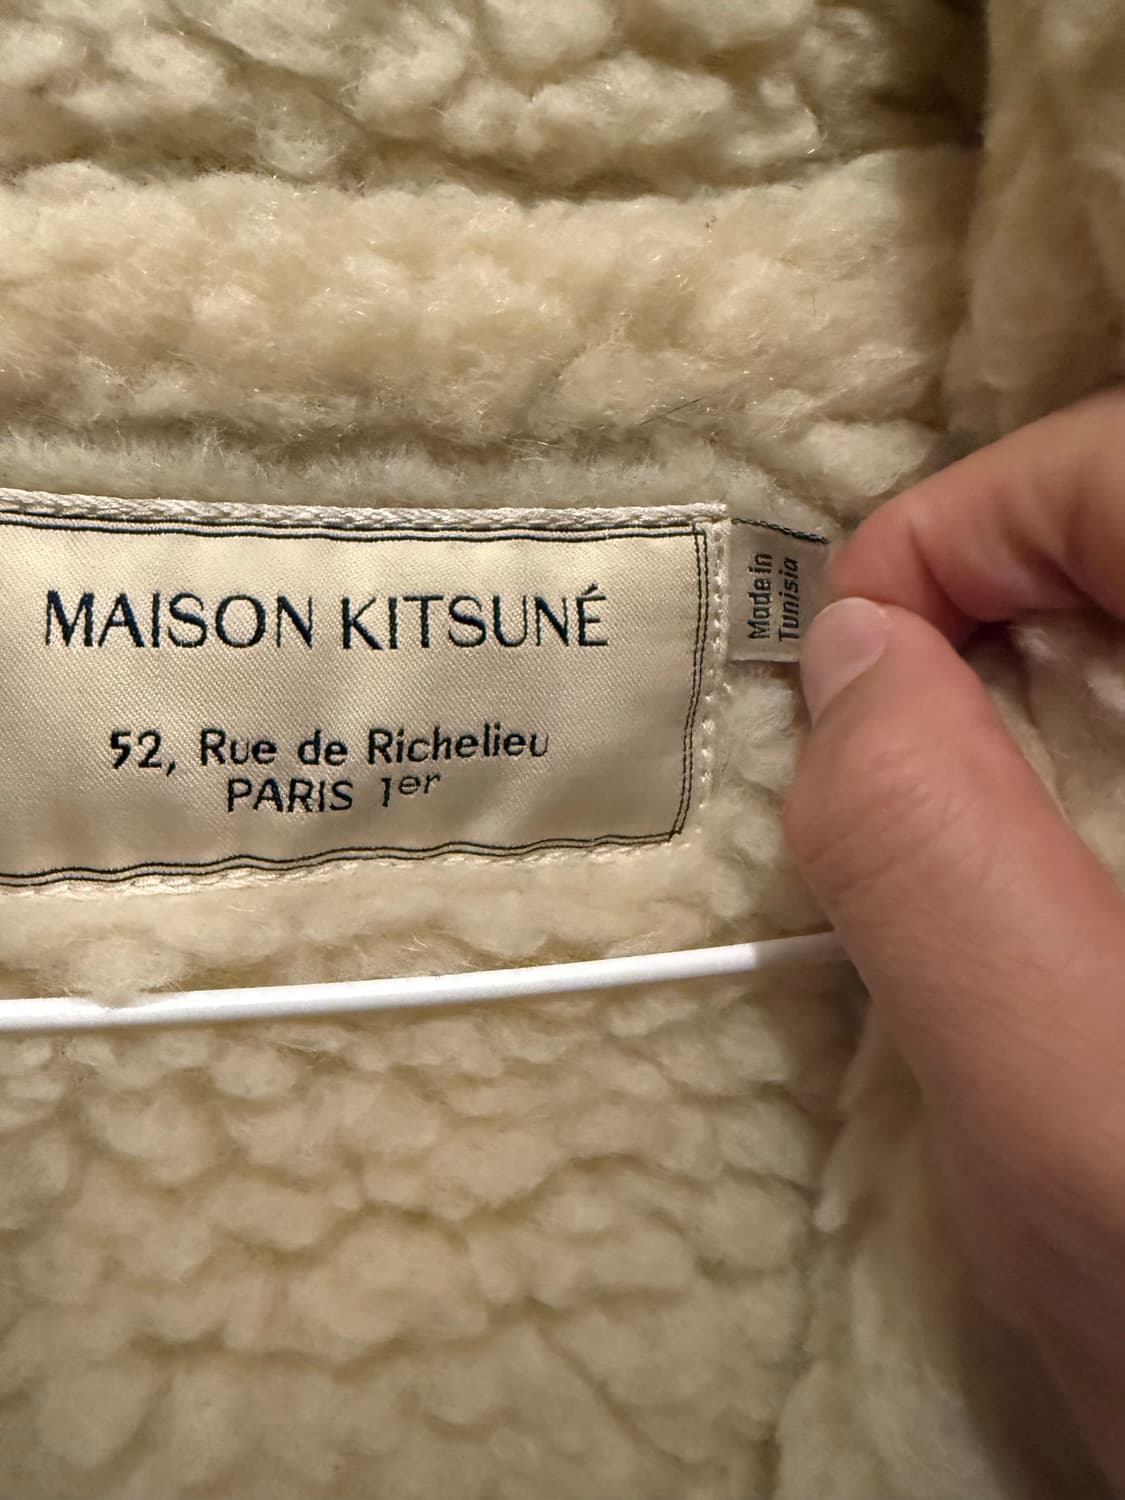 MAISON KITSUNÉ
52, Rue de Richelieu
PARIS 1er
Made in
Tunisia